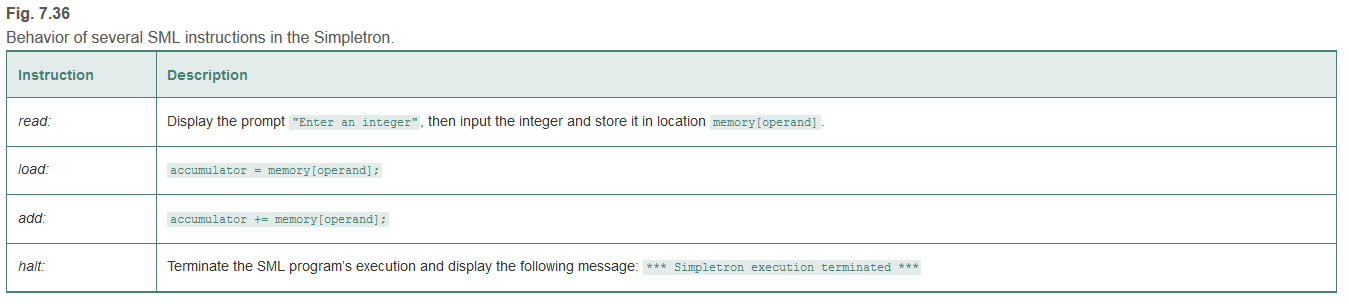 Fig. 7.36
Behavior of several SML instructions in the Simpletron.
Instruction Description
read: Display the prompt "Enter an integer", then input the integer and store it in location memory[operand].
load: accumulator = memory[operand];
add: accumulator += memory[operand];
halt: Terminate the SML program’s execution and display the following message: *** Simpletron execution terminated ***